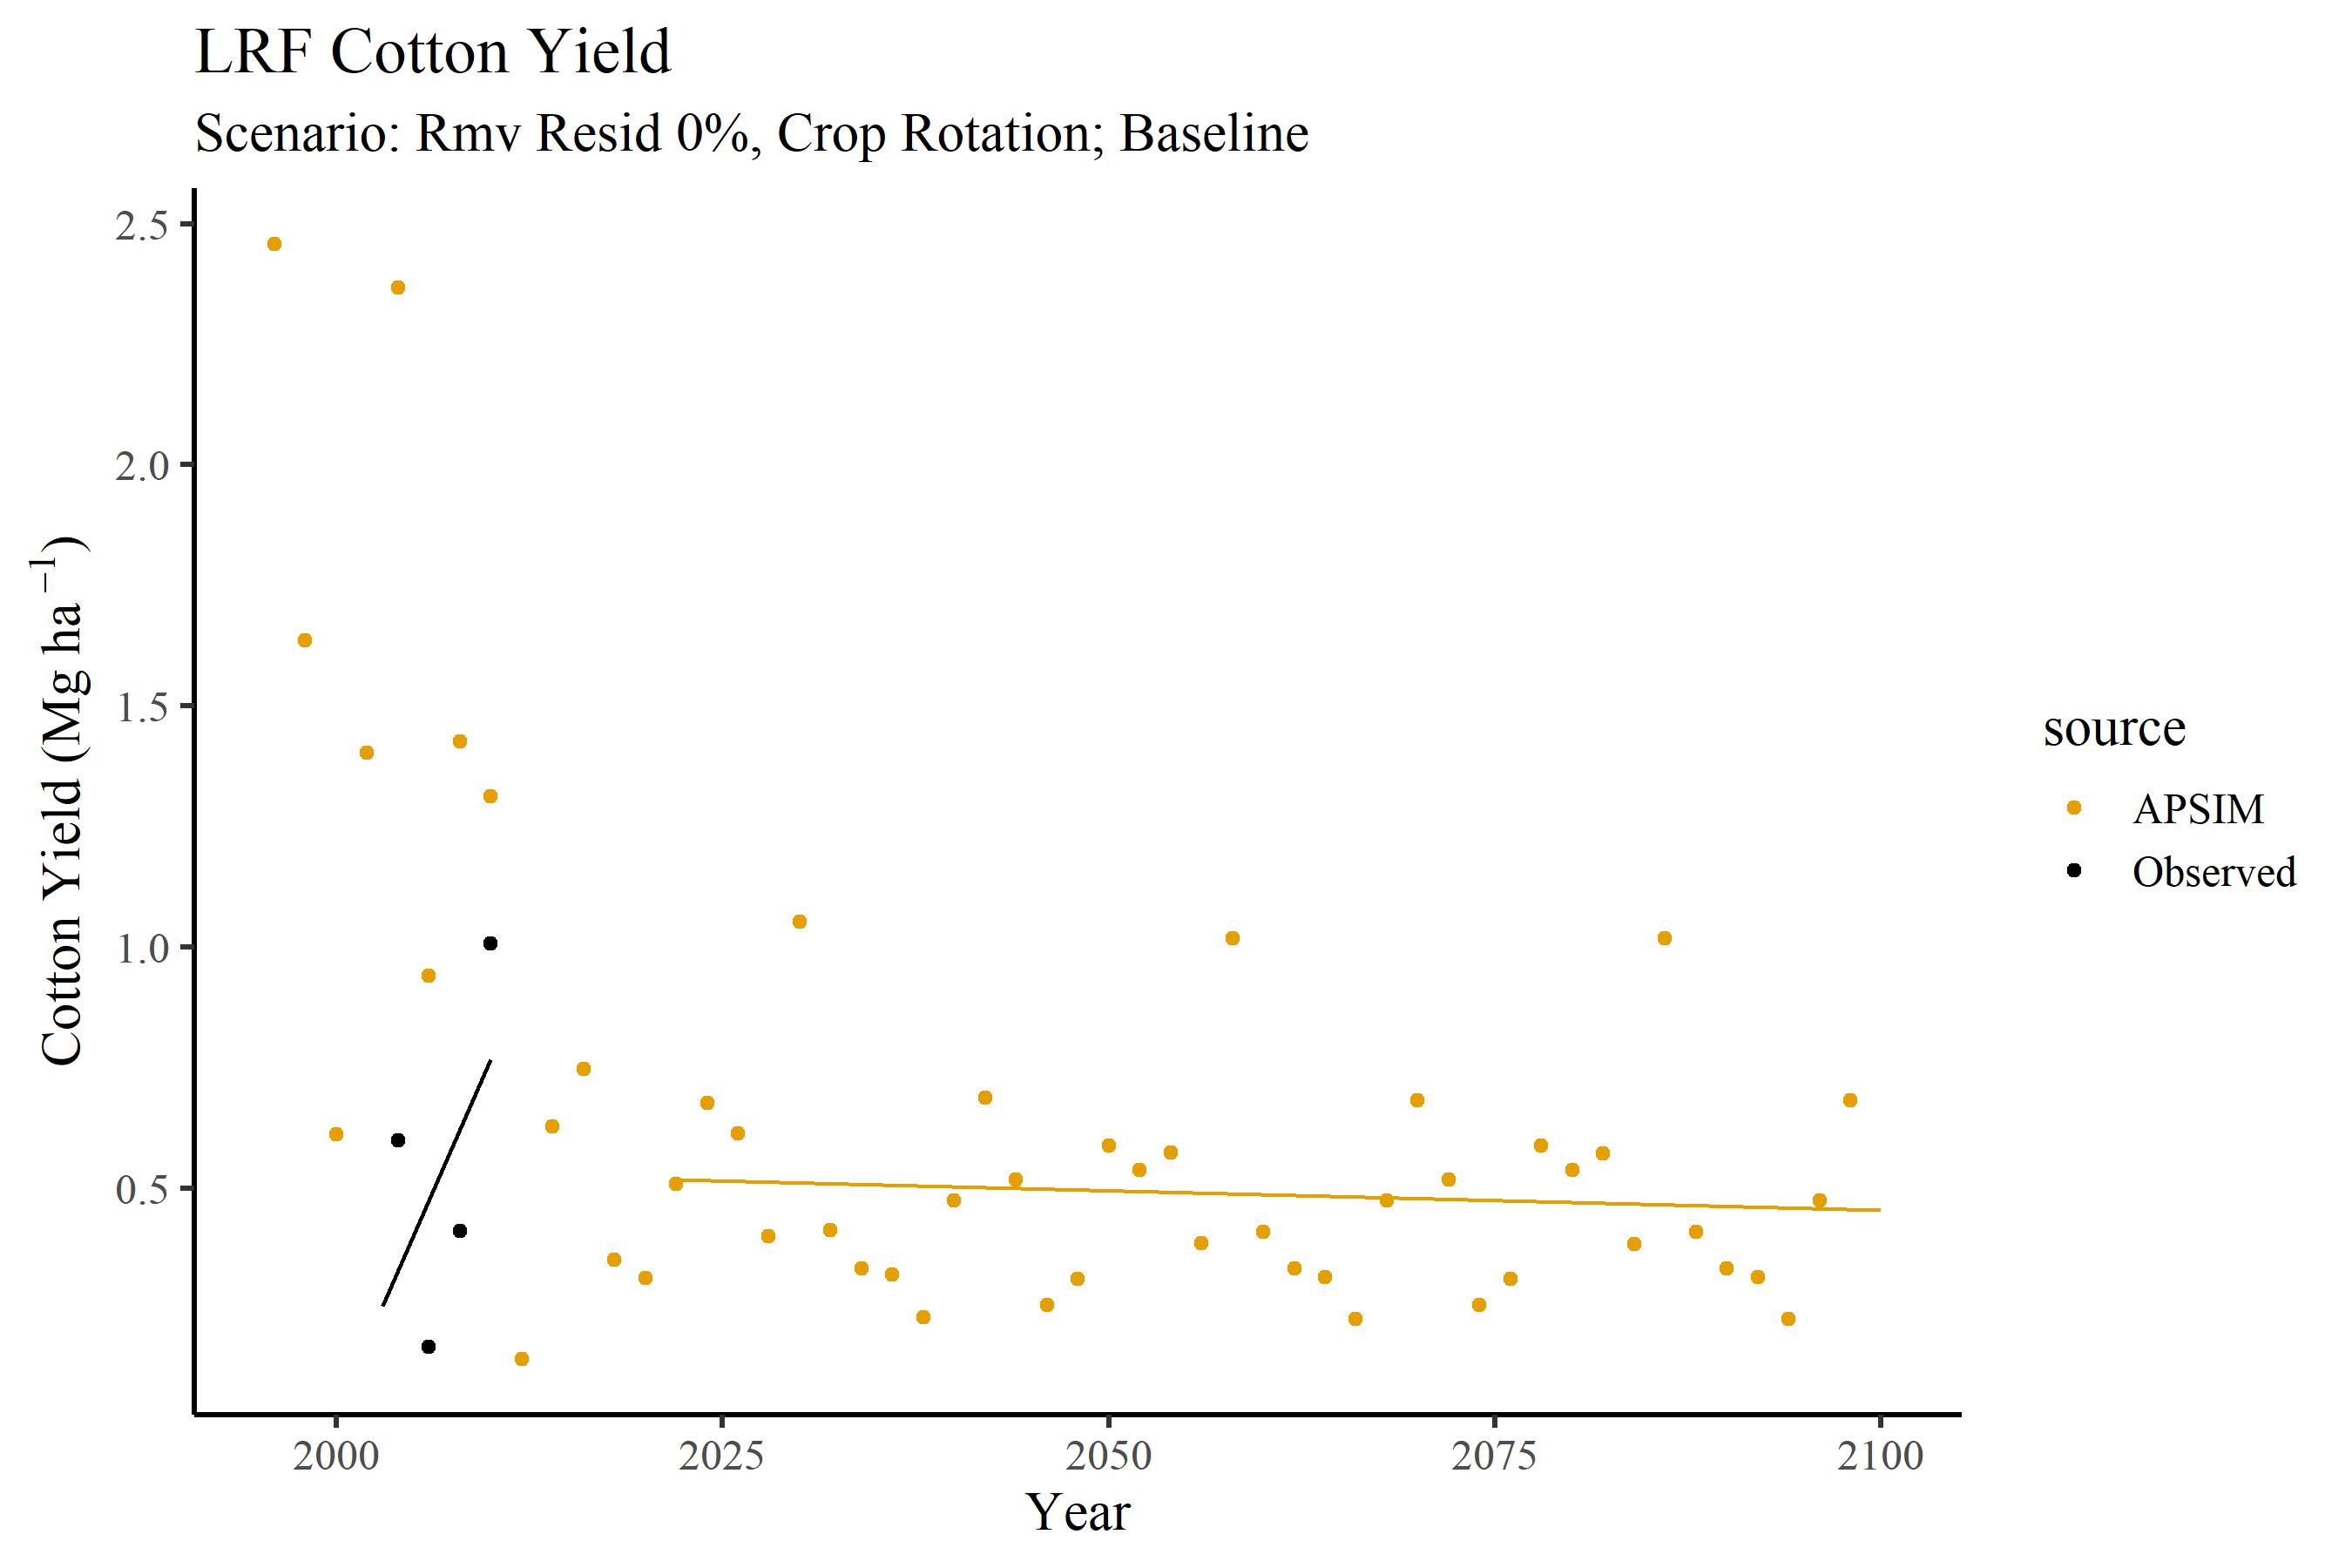 LRF Cotton Yield
Scenario: Rmv Resid 0%, Crop Rotation; Baseline
2.5
2.0
1.5
1.0
0.5
Cotton Yield (Mg ha⁻¹)
2000 2025 2050 2075 2100
Year
source
APSIM
Observed